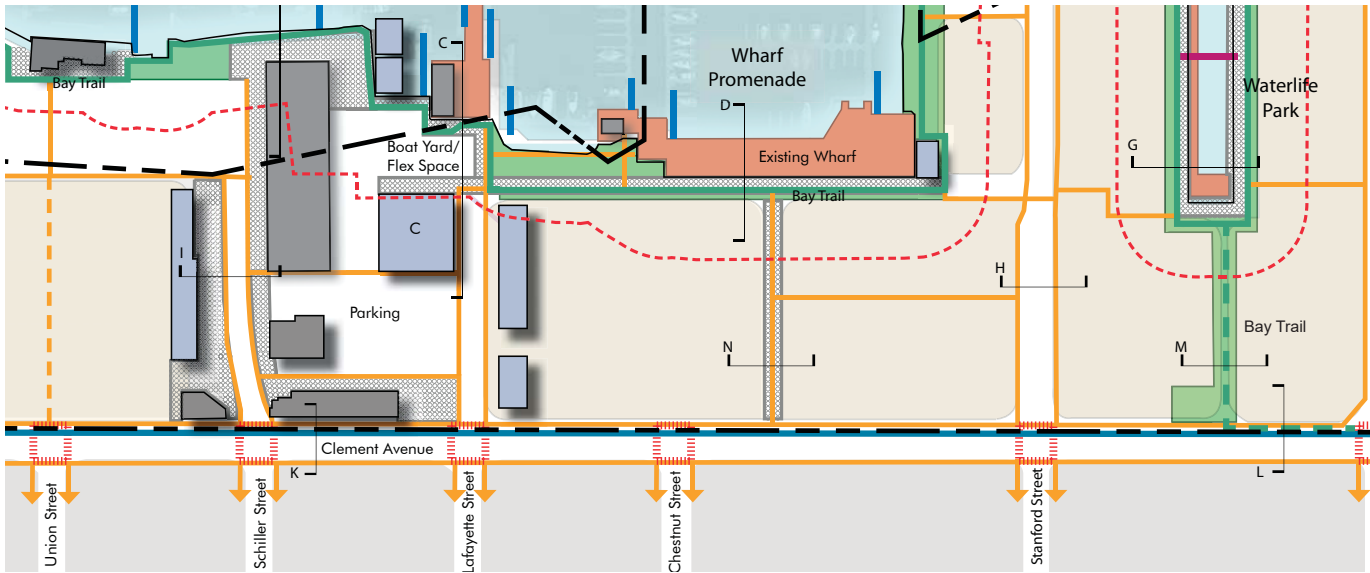 C
Wharf
Promenade
Bay Trail
Waterlife
Park
D
Boat Yard/
Flex Space
Existing Wharf
G
Bay Trail
C
I
H
Parking
Bay Trail
N
M
Clement Avenue
K
L
Union Street
Schiller Street
Lafayette Street
Chestnut Street
Stanford Street